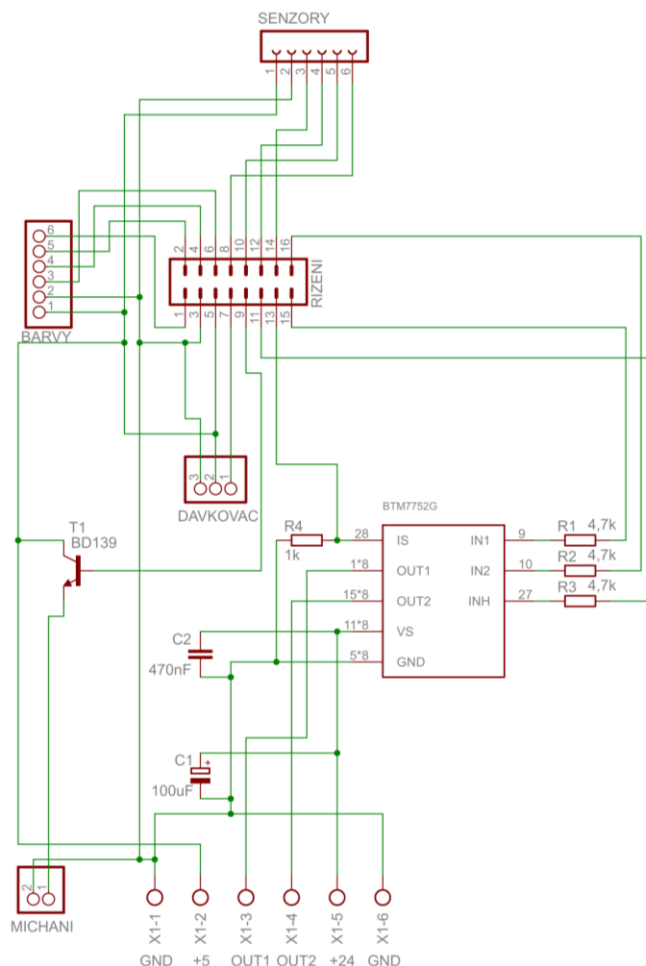 SENZORY
1 2 3 4 5 6
2 4 6 8 10 12 14 16
RIZENI
1 3 5 7 9 11 13 15
6
5
4
3
2
1
BARVY
3 2 1
DAVKOVAC
T1
BD139
BTM7752G
R4
1k
28 IS IN1 9
1*8 OUT1 IN2 10
15*8 OUT2 INH 27
11*8 VS
5*8 GND
R1 4,7k
R2 4,7k
R3 4,7k
C2
470nF
C1 +
100uF
2 1
MICHANI
X1-1 X1-2 X1-3 X1-4 X1-5 X1-6
GND +5 OUT1 OUT2 +24 GND